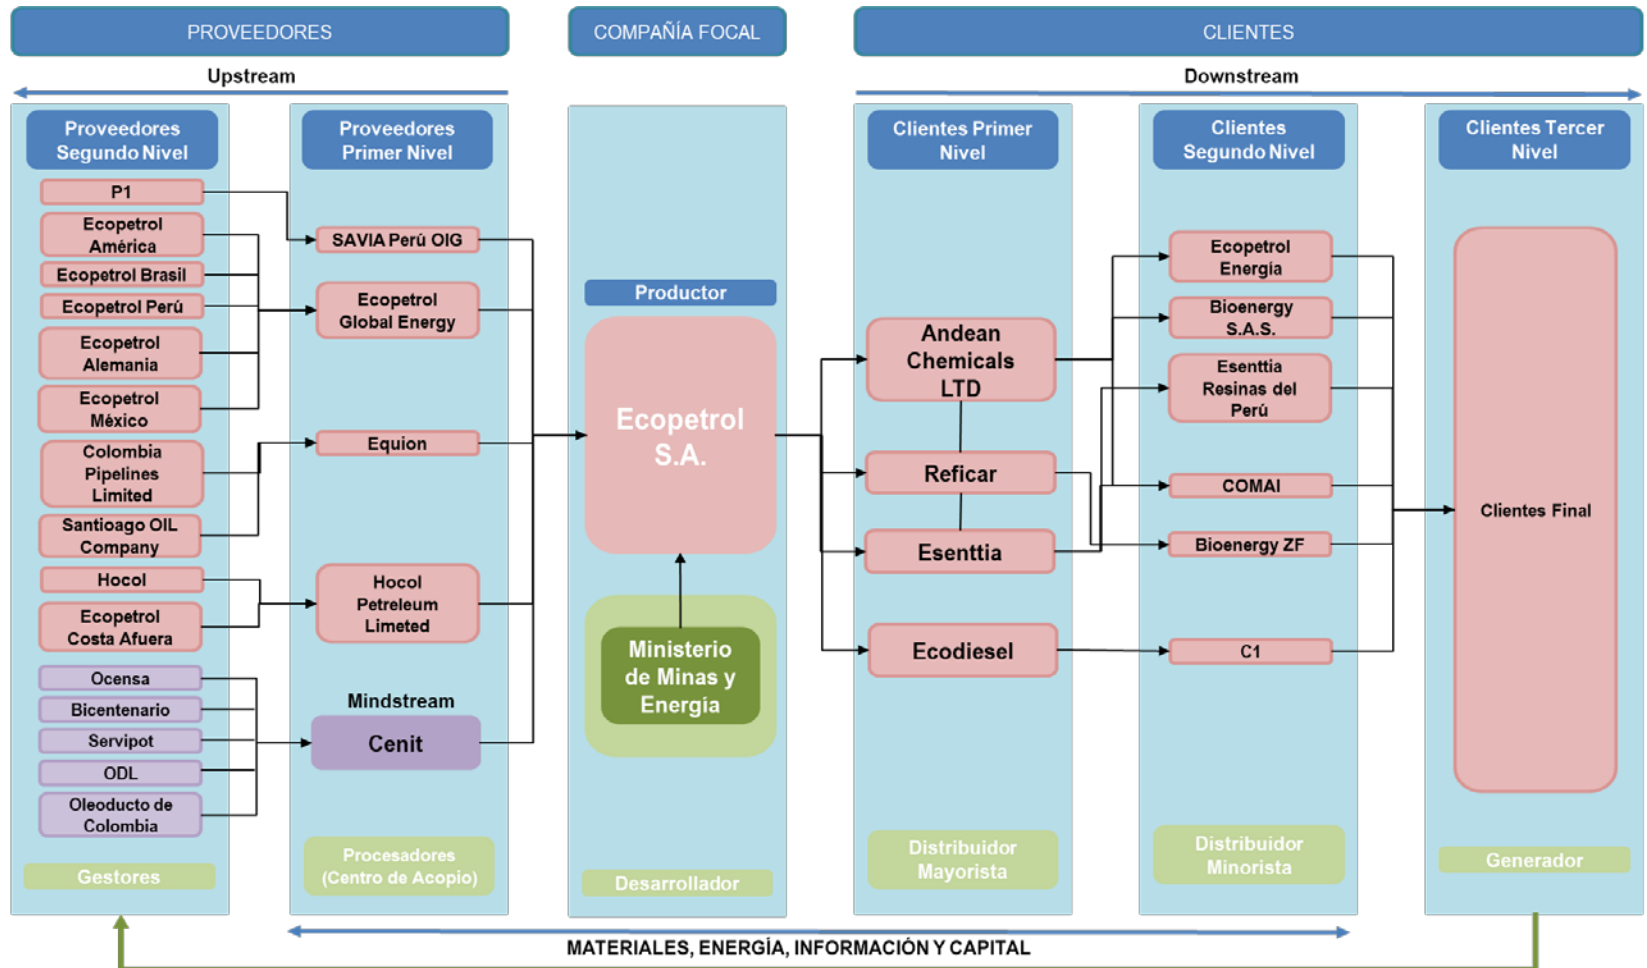 PROVEEDORES
COMPAÑÍA FOCAL
CLIENTES
Upstream
Downstream
Proveedores
Segundo Nivel
P1
Ecopetrol
América
Ecopetrol Brasil
Ecopetrol Perú
Ecopetrol
Alemania
Ecopetrol
México
Colombia
Pipelines
Limited
Santioago OIL
Company
Hocol
Ecopetrol
Costa Afuera
Ocensa
Bicentenario
Servipot
ODL
Oleoducto de
Colombia
Gestores
Proveedores
Primer Nivel
SAVIA Perú OIG
Ecopetrol
Global Energy
Equion
Hocol
Petreleum
Limeted
Mindstream
Cenit
Procesadores
(Centro de Acopio)
Productor
Ecopetrol
S.A.
Ministerio
de Minas y
Energía
Desarrollador
Clientes Primer
Nivel
Andean
Chemicals
LTD
Reficar
Esenttia
Ecodiesel
Distribuidor
Mayorista
Clientes
Segundo Nivel
Ecopetrol
Energía
Bioenergy
S.A.S.
Esenttia
Resinas del
Perú
COMAI
Bioenergy ZF
C1
Distribuidor
Minorista
Clientes Tercer
Nivel
Clientes Final
Generador
MATERIALES, ENERGÍA, INFORMACIÓN Y CAPITAL